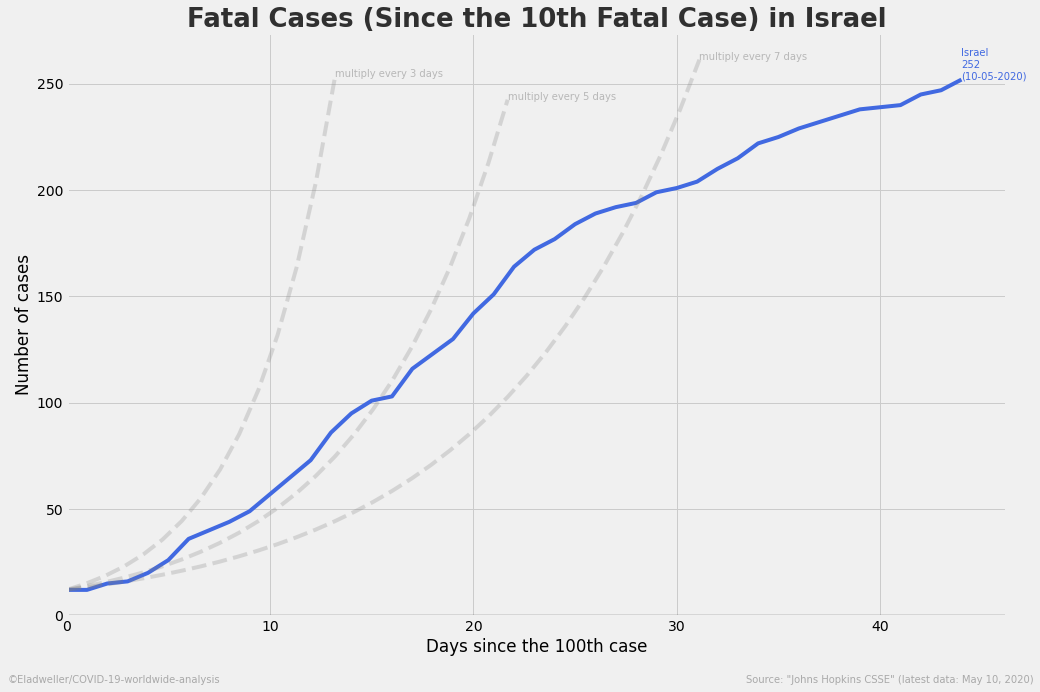 Fatal Cases (Since the 10th Fatal Case) in Israel
Israel
252
(10-05-2020)
multiply every 7 days
multiply every 3 days
multiply every 5 days
Number of cases
250
200
150
100
50
0
0 10 20 30 40
Days since the 100th case
©Eladweller/COVID-19-worldwide-analysis
Source: "Johns Hopkins CSSE" (latest data: May 10, 2020)